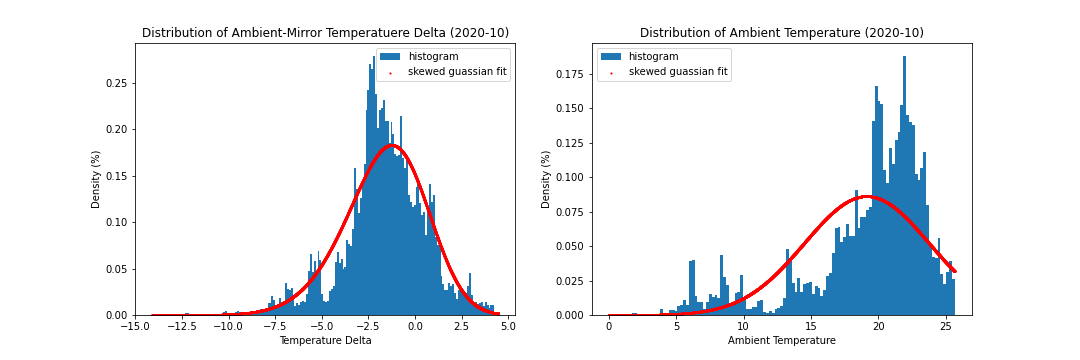 Distribution of Ambient-Mirror Temperatuere Delta (2020-10)
histogram
skewed guassian fit
0.25
0.20
0.15
0.10
0.05
0.00
Density (%)
−15.0 −12.5 −10.0 −7.5 −5.0 −2.5 0.0 2.5 5.0
Temperature Delta
Distribution of Ambient Temperature (2020-10)
histogram
skewed guassian fit
0.175
0.150
0.125
0.100
0.075
0.050
0.025
0.000
Density (%)
0 5 10 15 20 25
Ambient Temperature